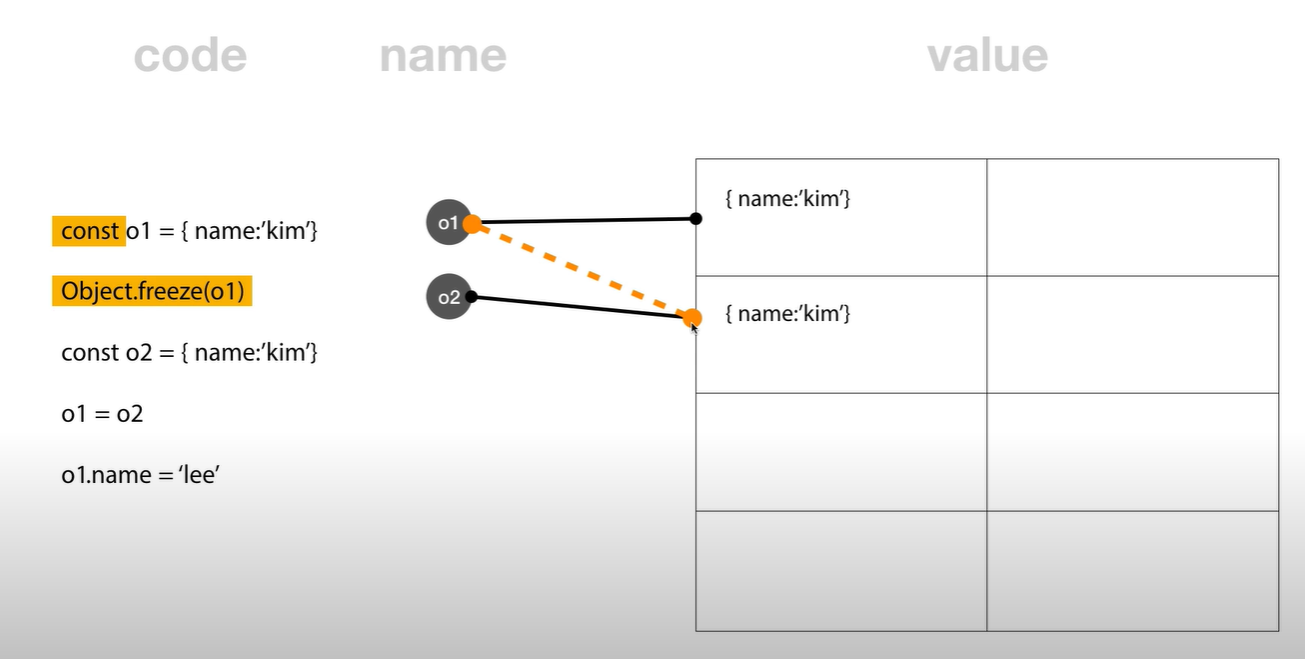 code name value
const o1 = { name:’kim’}
Object.freeze(o1)
const o2 = { name:’kim’}
o1 = o2
o1.name = ‘lee’
o1
o2
{ name:’kim’}
{ name:’kim’}